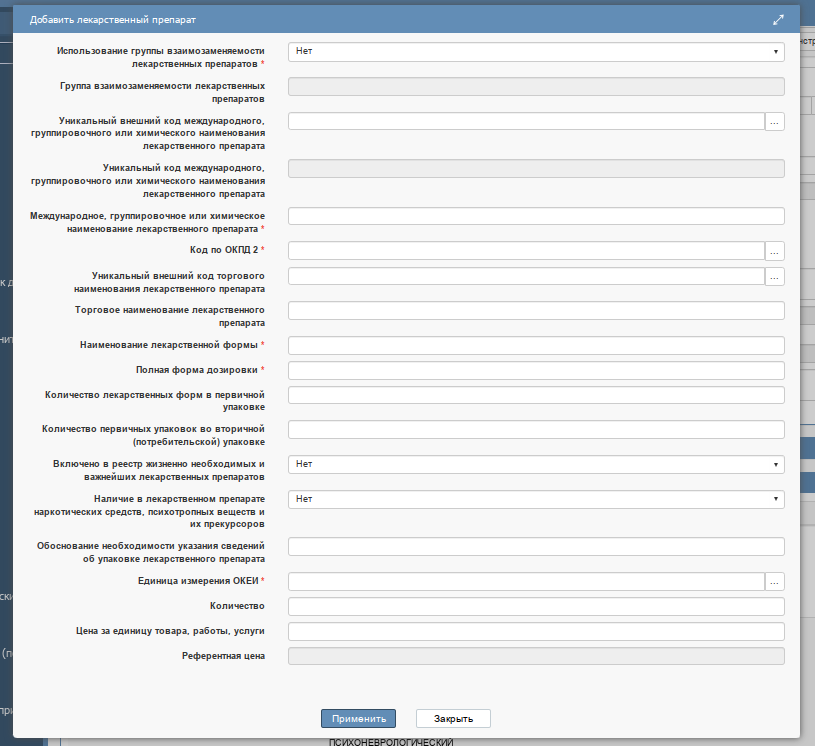 Добавить лекарственный препарат
Использование группы взаимозаменяемости
лекарственных препаратов *
Нет
Группа взаимозаменяемости лекарственных
препаратов
Уникальный внешний код международного,
группировочного или химического наименования
лекарственного препарата
...
Уникальный код международного,
группировочного или химического наименования
лекарственного препарата
Международное, группировочное или химическое
наименование лекарственного препарата *
Код по ОКПД 2 *
...
Уникальный внешний код торгового
наименования лекарственного препарата
...
Торговое наименование лекарственного
препарата
Наименование лекарственной формы *
Полная форма дозировки *
Количество лекарственных форм в первичной
упаковке
Количество первичных упаковок во вторичной
(потребительской) упаковке
Включено в реестр жизненно необходимых и
важнейших лекарственных препаратов
Нет
Наличие в лекарственном препарате
наркотических средств, психотропных веществ и
их прекурсоров
Нет
Обоснование необходимости указания сведений
об упаковке лекарственного препарата
Единица измерения ОКЕИ *
...
Количество
Цена за единицу товара, работы, услуги
Референтная цена
Применить
Закрыть
ПСИХОНЕВРОЛОГИЧЕСКИЙ